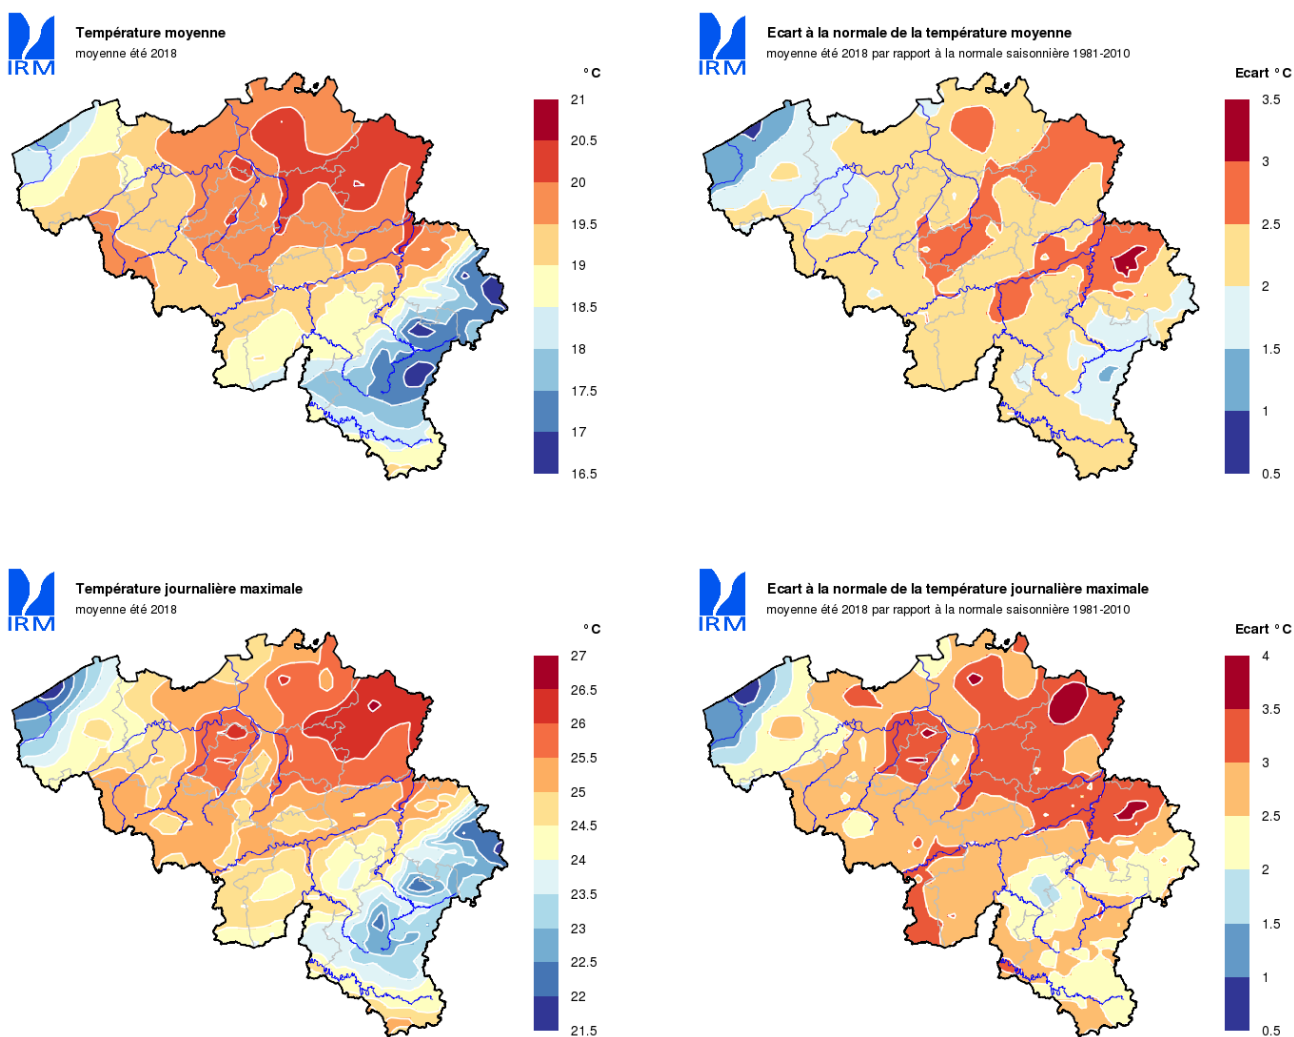 Température moyenne
moyenne été 2018
IRM
°C
21
20.5
20
19.5
19
18.5
18
17.5
17
16.5
Ecart à la normale de la température moyenne
moyenne été 2018 par rapport à la normale saisonnière 1981-2010
IRM
Ecart °C
3.5
3
2.5
2
1.5
1
0.5
Température journalière maximale
moyenne été 2018
IRM
°C
27
26.5
26
25.5
25
24.5
24
23.5
23
22.5
22
21.5
Ecart à la normale de la température journalière maximale
moyenne été 2018 par rapport à la normale saisonnière 1981-2010
IRM
Ecart °C
4
3.5
3
2.5
2
1.5
1
0.5